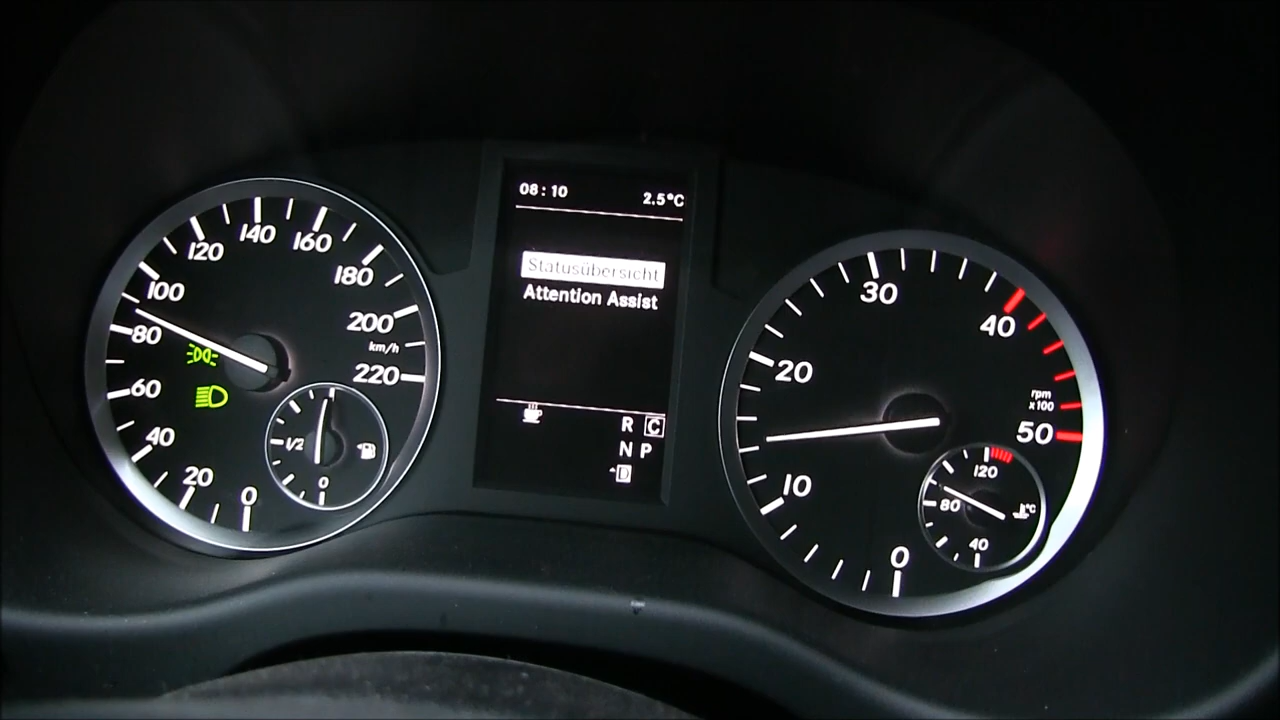 08:10 2.5°C
Statusübersicht
Attention Assist
R C
N P
D
0
20
40
60
80
100
120
140
160
180
200
km/h
220
1/2
0
0
10
20
30
40
rpm
x100
50
120
80
°C
40